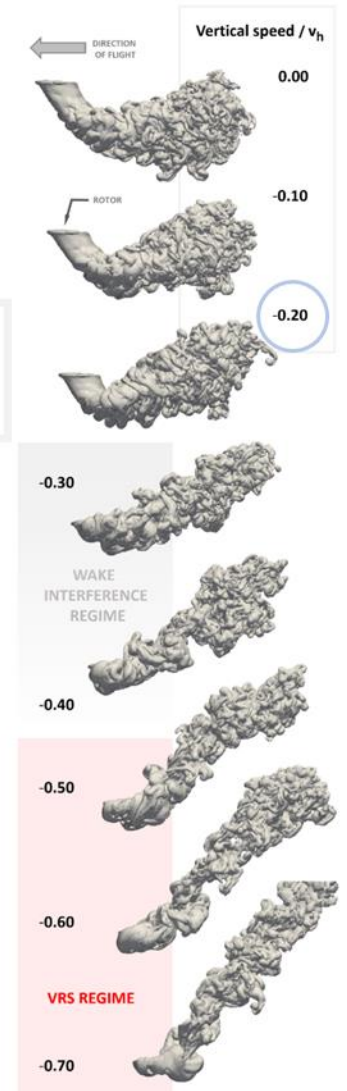 Vertical speed / vh
DIRECTION
OF FLIGHT
0.00
-0.10
ROTOR
-0.20
-0.30
WAKE
INTERFERENCE
REGIME
-0.40
-0.50
-0.60
VRS REGIME
-0.70